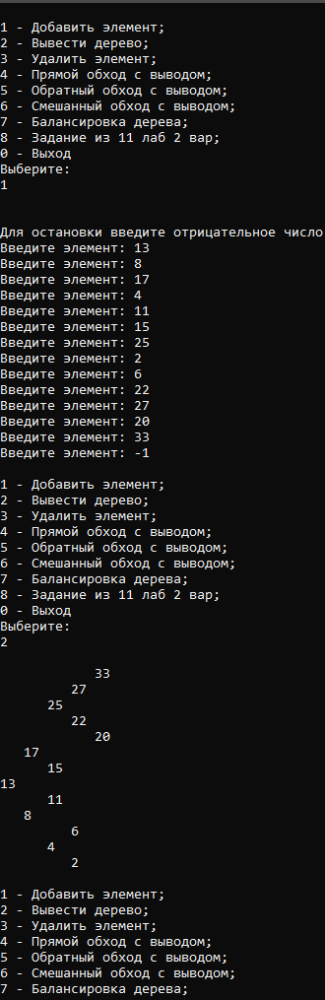 1 - Добавить элемент;
2 - Вывести дерево;
3 - Удалить элемент;
4 - Прямой обход с выводом;
5 - Обратный обход с выводом;
6 - Смешанный обход с выводом;
7 - Балансировка дерева;
8 - Задание из 11 лаб 2 вар;
0 - Выход
Выберите:
1
Для остановки введите отрицательное число
Введите элемент: 13
Введите элемент: 8
Введите элемент: 17
Введите элемент: 4
Введите элемент: 11
Введите элемент: 15
Введите элемент: 25
Введите элемент: 2
Введите элемент: 6
Введите элемент: 22
Введите элемент: 27
Введите элемент: 20
Введите элемент: 33
Введите элемент: -1
1 - Добавить элемент;
2 - Вывести дерево;
3 - Удалить элемент;
4 - Прямой обход с выводом;
5 - Обратный обход с выводом;
6 - Смешанный обход с выводом;
7 - Балансировка дерева;
8 - Задание из 11 лаб 2 вар;
0 - Выход
Выберите:
2
33
27
25
22
20
17
15
13
11
8
6
4
2
1 - Добавить элемент;
2 - Вывести дерево;
3 - Удалить элемент;
4 - Прямой обход с выводом;
5 - Обратный обход с выводом;
6 - Смешанный обход с выводом;
7 - Балансировка дерева;